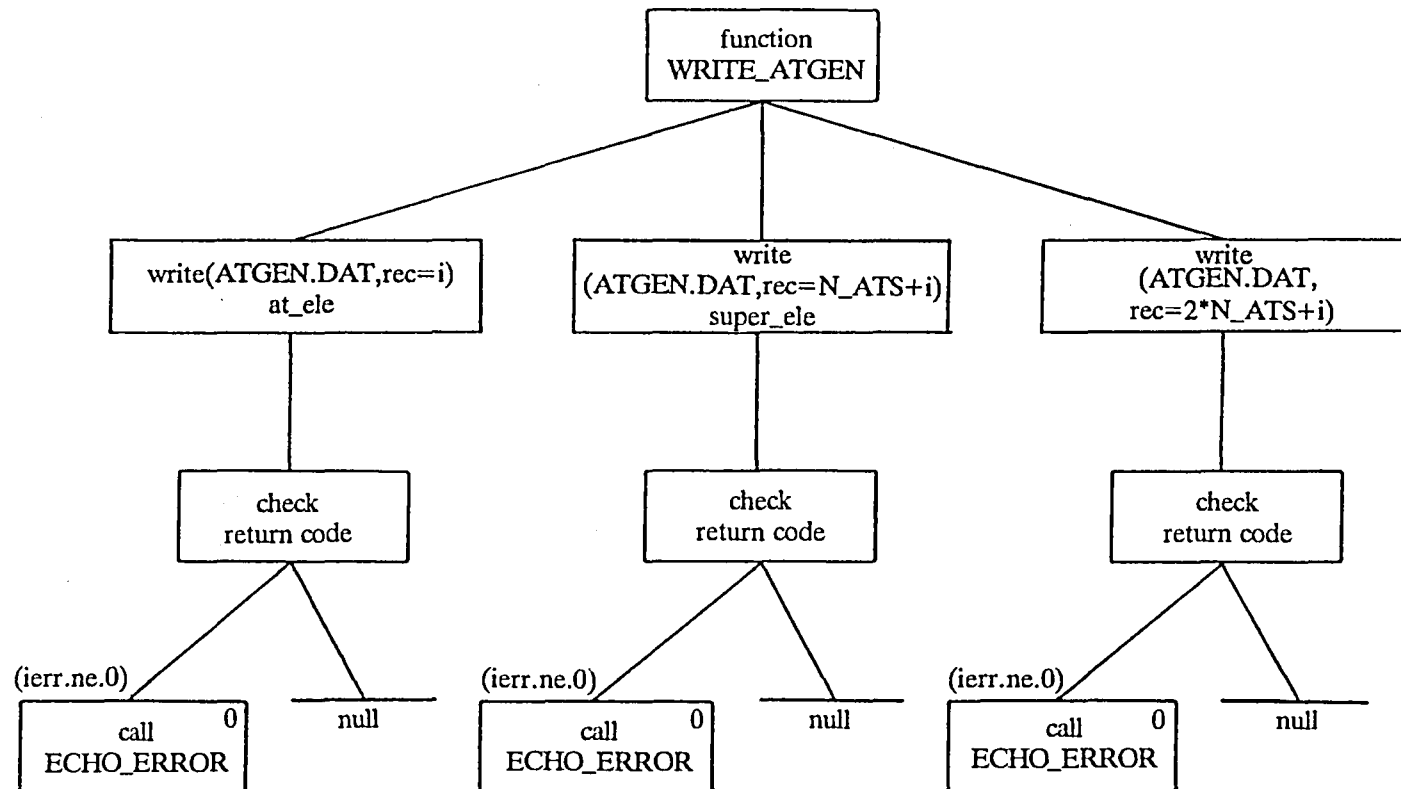 function
WRITE_ATGEN
write(ATGEN.DAT,rec=i)
at_ele
write
(ATGEN.DAT,rec=N_ATS+i)
super_ele
write
(ATGEN.DAT,
rec=2*N_ATS+i)
check
return code
check
return code
check
return code
(ierr.ne.0)
0
call
ECHO_ERROR
null
(ierr.ne.0)
0
call
ECHO_ERROR
null
(ierr.ne.0)
0
call
ECHO_ERROR
null